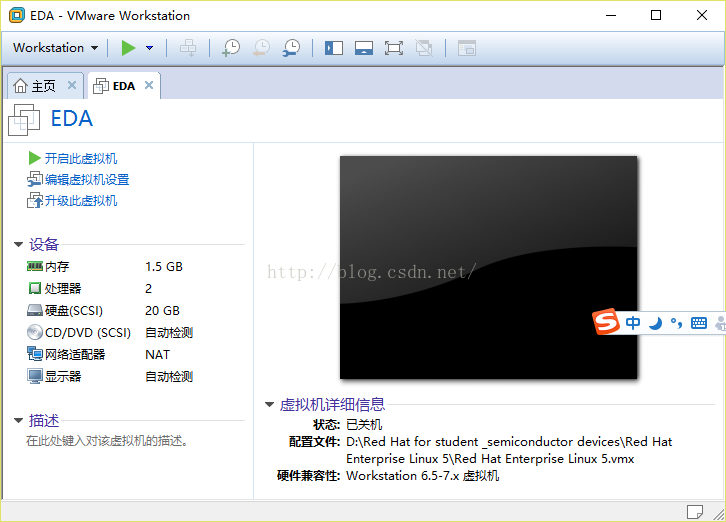 EDA - VMware Workstation
Workstation
主页
EDA
EDA
开启此虚拟机
编辑虚拟机设置
升级此虚拟机
设备
内存 1.5 GB
处理器 2
硬盘(SCSI) 20 GB
CD/DVD (SCSI) 自动检测
网络适配器 NAT
显示器 自动检测
描述
在此处键入对该虚拟机的描述。
http://blog.csdn.net/
S 中
虚拟机详细信息
状态: 已关机
配置文件: D:\Red Hat for student _semiconductor devices\Red Hat
Enterprise Linux 5\Red Hat Enterprise Linux 5.vmx
硬件兼容性: Workstation 6.5-7.x 虚拟机